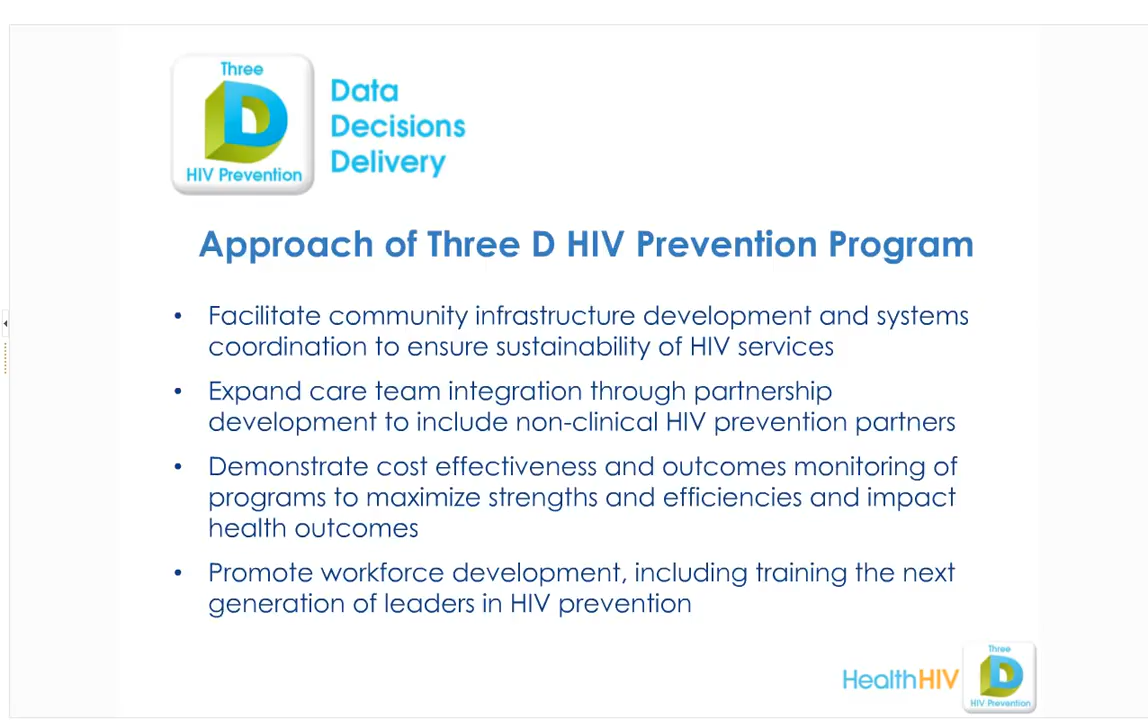 Three
D
HIV Prevention
Data
Decisions
Delivery
Approach of Three D HIV Prevention Program
• Facilitate community infrastructure development and systems
coordination to ensure sustainability of HIV services
• Expand care team integration through partnership
development to include non-clinical HIV prevention partners
• Demonstrate cost effectiveness and outcomes monitoring of
programs to maximize strengths and efficiencies and impact
health outcomes
• Promote workforce development, including training the next
generation of leaders in HIV prevention
HealthHIV
Three
D
HIV Prevention